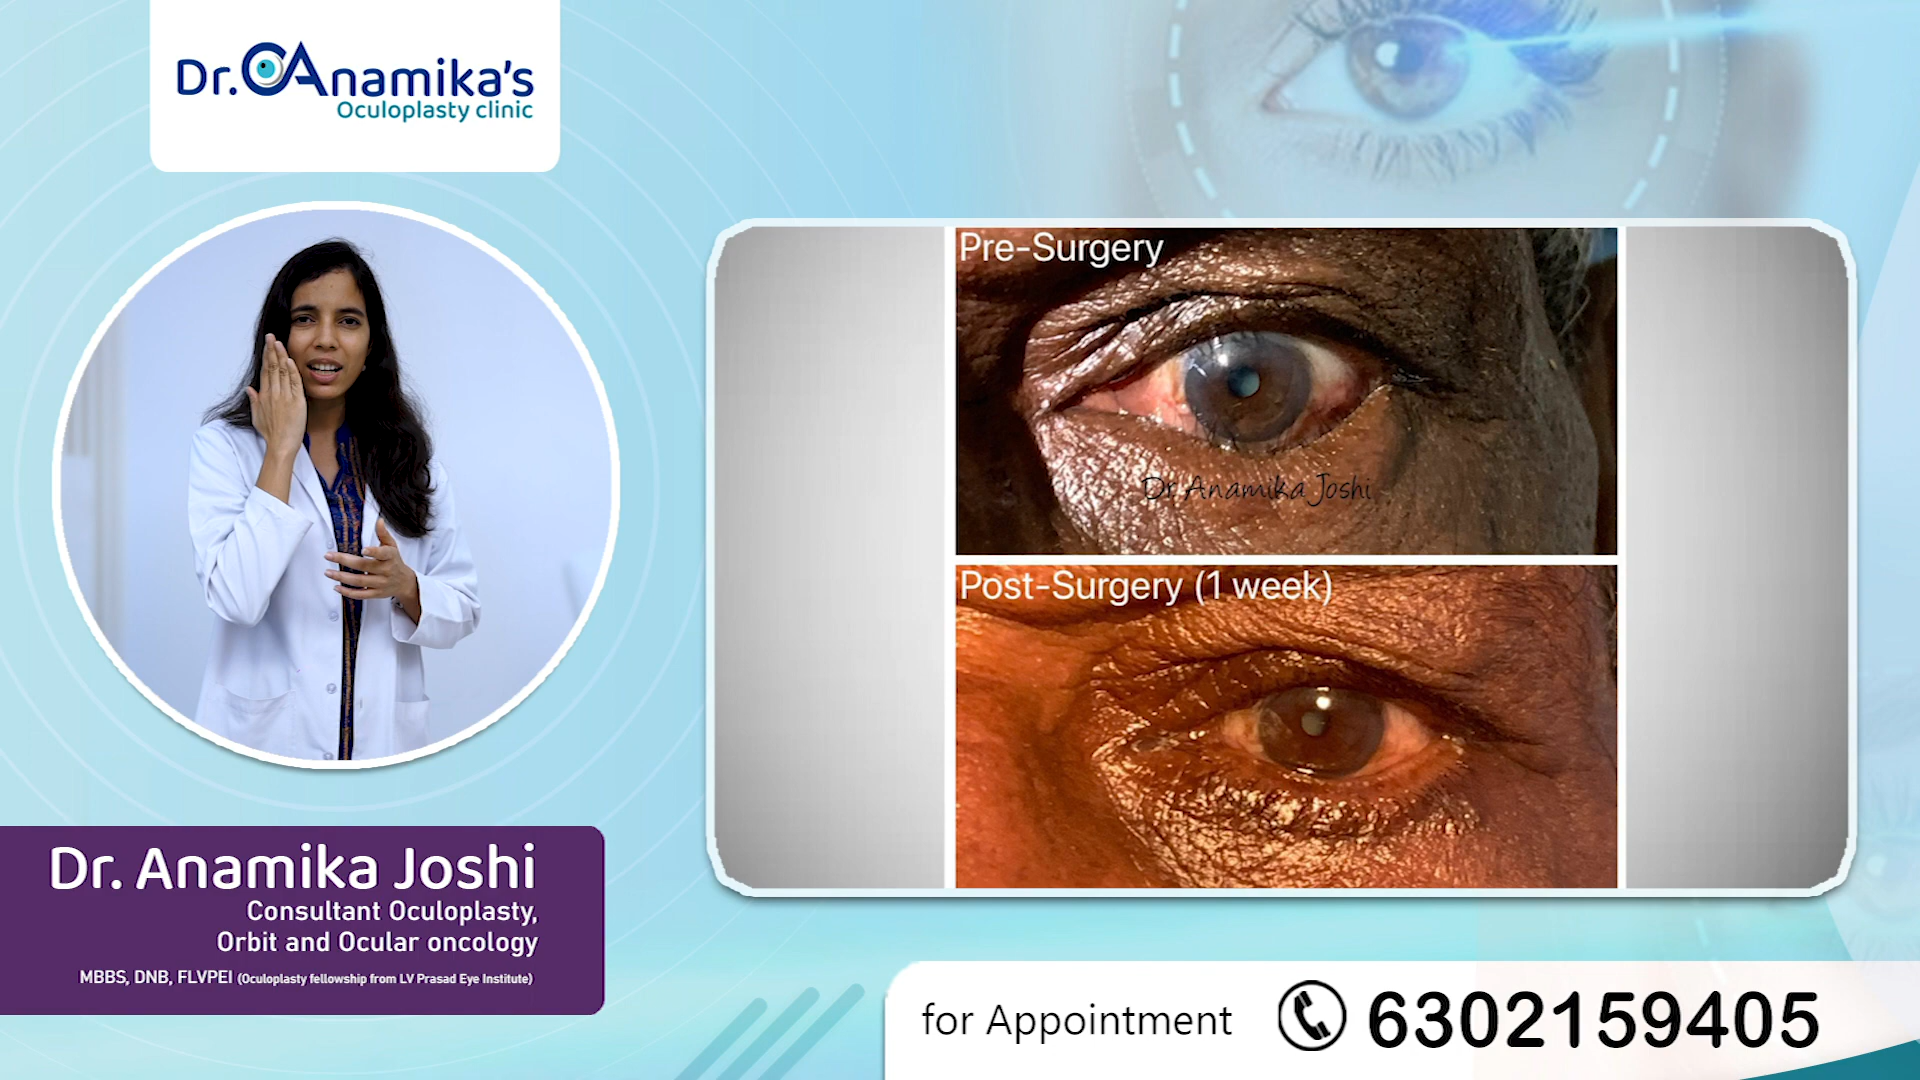 Dr. Anamika's
Oculoplasty clinic
Pre-Surgery
Dr. Anamika Joshi
Post-Surgery (1 week)
Dr. Anamika Joshi
Consultant Oculoplasty,
Orbit and Ocular oncology
MBBS, DNB, FLVPEI (Oculoplasty fellowship from LV Prasad Eye Institute)
for Appointment 6302159405